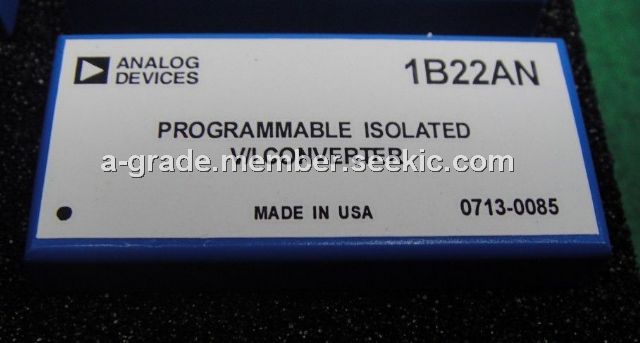 ANALOG
DEVICES
1B22AN
PROGRAMMABLE ISOLATED
V/I CONVERTER
a-grade.member.seekic.com
MADE IN USA
0713-0085